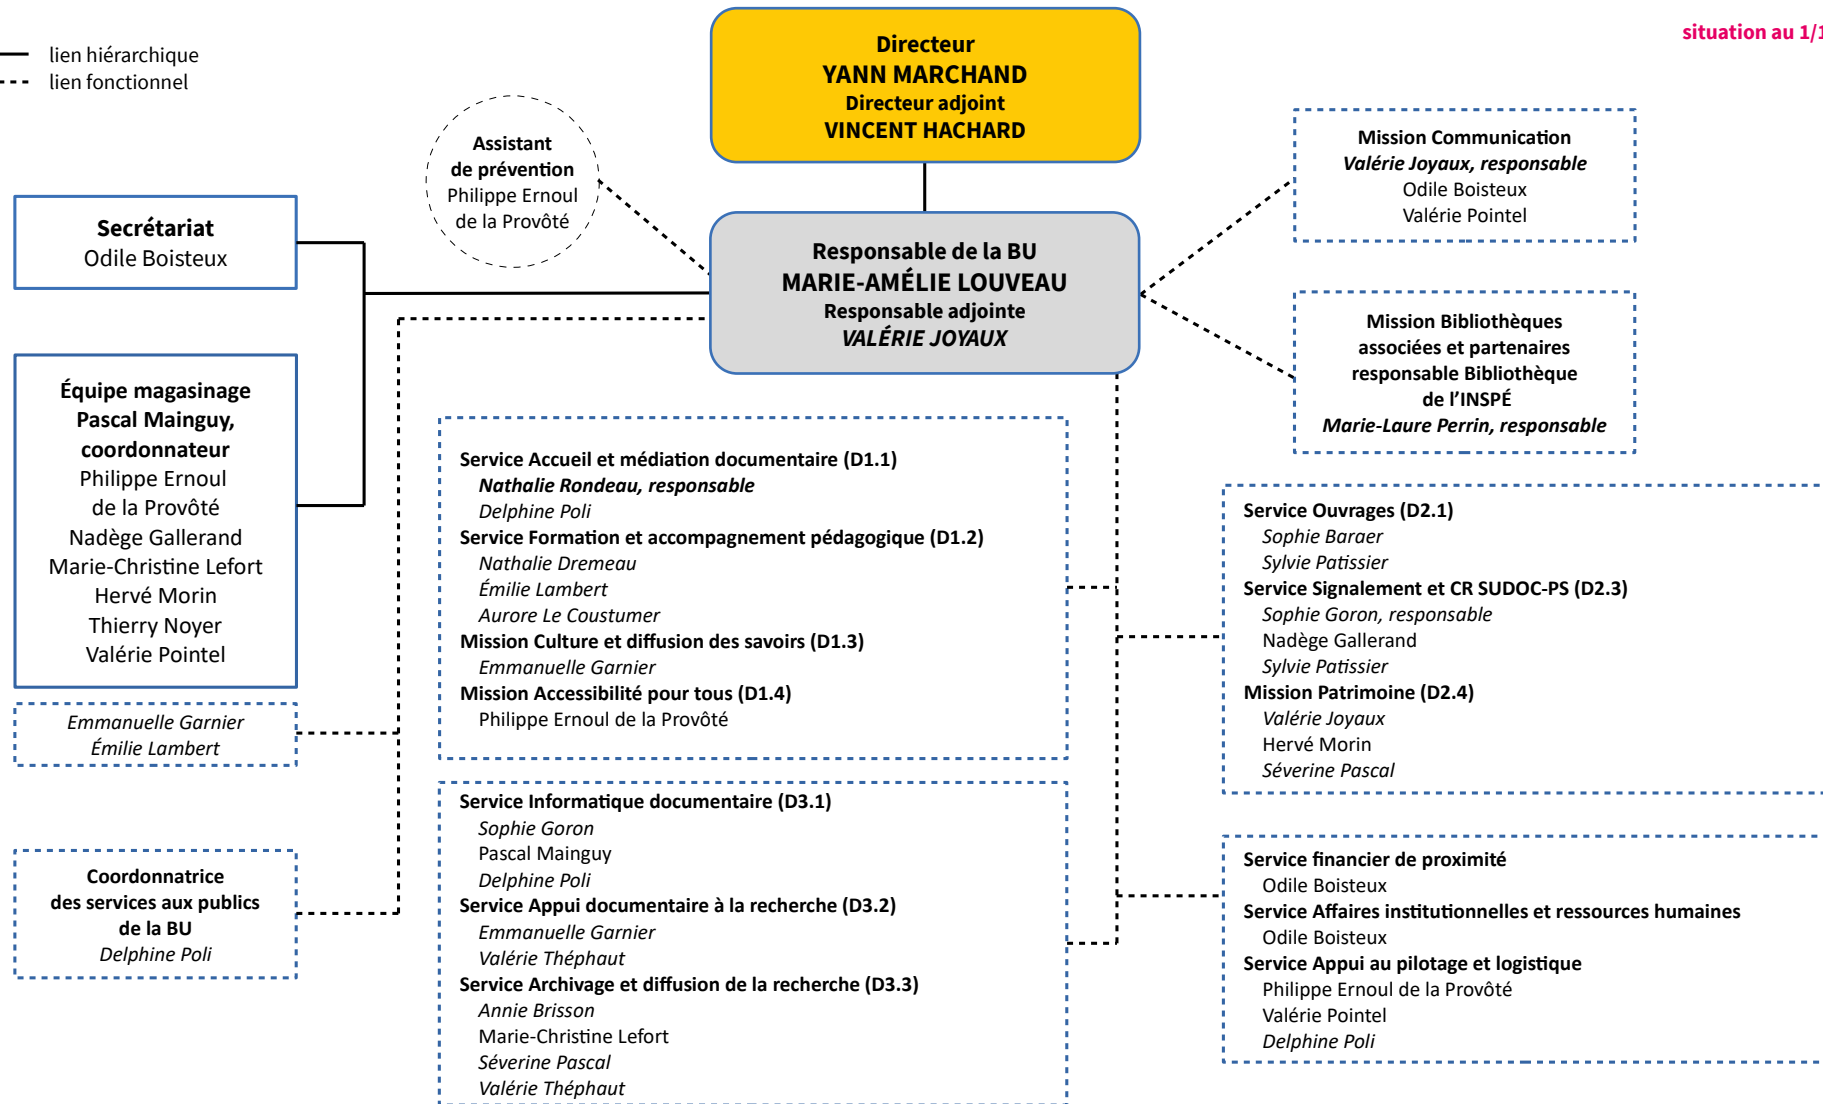 lien hiérarchique
lien fonctionnel
situation au 1/1
Directeur
YANN MARCHAND
Directeur adjoint
VINCENT HACHARD
Assistant
de prévention
Philippe Ernoul
de la Provôté
Mission Communication
Valérie Joyaux, responsable
Odile Boisteux
Valérie Pointel
Secrétariat
Odile Boisteux
Responsable de la BU
MARIE-AMÉLIE LOUVEAU
Responsable adjointe
VALÉRIE JOYAUX
Mission Bibliothèques
associées et partenaires
responsable Bibliothèque
de l’INSPÉ
Marie-Laure Perrin, responsable
Équipe magasinage
Pascal Mainguy,
coordonnateur
Philippe Ernoul
de la Provôté
Nadège Gallerand
Marie-Christine Lefort
Hervé Morin
Thierry Noyer
Valérie Pointel
Emmanuelle Garnier
Émilie Lambert
Coordonnatrice
des services aux publics
de la BU
Delphine Poli
Service Accueil et médiation documentaire (D1.1)
Nathalie Rondeau, responsable
Delphine Poli
Service Formation et accompagnement pédagogique (D1.2)
Nathalie Dremeau
Émilie Lambert
Aurore Le Coustumer
Mission Culture et diffusion des savoirs (D1.3)
Emmanuelle Garnier
Mission Accessibilité pour tous (D1.4)
Philippe Ernoul de la Provôté
Service Informatique documentaire (D3.1)
Sophie Goron
Pascal Mainguy
Delphine Poli
Service Appui documentaire à la recherche (D3.2)
Emmanuelle Garnier
Valérie Théphaut
Service Archivage et diffusion de la recherche (D3.3)
Annie Brisson
Marie-Christine Lefort
Séverine Pascal
Valérie Théphaut
Service Ouvrages (D2.1)
Sophie Baraer
Sylvie Patissier
Service Signalement et CR SUDOC-PS (D2.3)
Sophie Goron, responsable
Nadège Gallerand
Sylvie Patissier
Mission Patrimoine (D2.4)
Valérie Joyaux
Hervé Morin
Séverine Pascal
Service financier de proximité
Odile Boisteux
Service Affaires institutionnelles et ressources humaines
Odile Boisteux
Service Appui au pilotage et logistique
Philippe Ernoul de la Provôté
Valérie Pointel
Delphine Poli